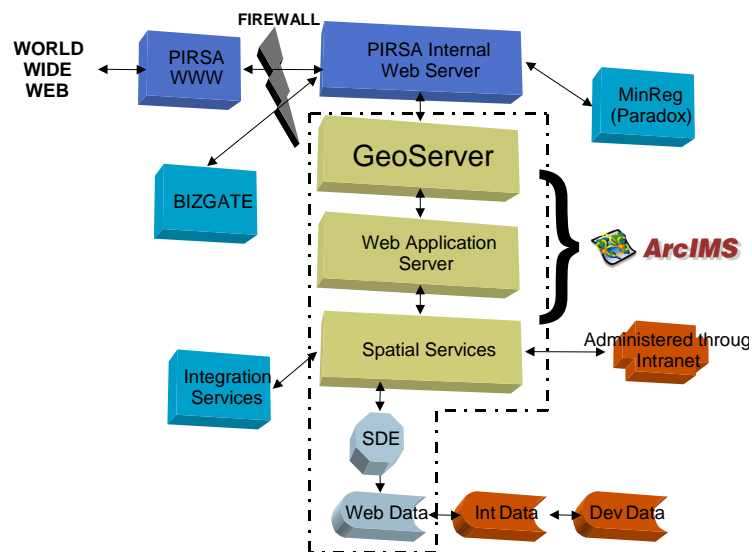 FIREWALL
WORLD
WIDE
WEB
PIRSA
WWW
PIRSA Internal
Web Server
MinReg
(Paradox)
GeoServer
BIZGATE
Web Application
Server
ArcIMS
Spatial Services
Administered throug
Intranet
Integration
Services
SDE
Web Data
Int Data
Dev Data